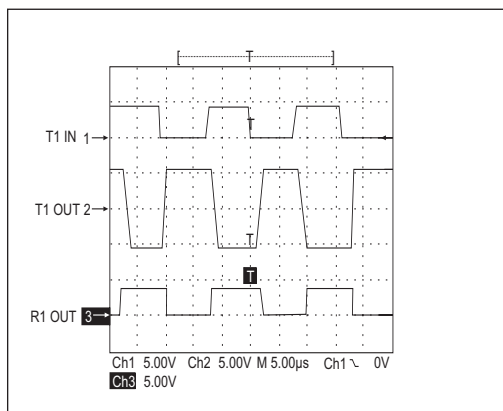 T
T1 IN 1
T
T1 OUT 2
T
T
R1 OUT 3
Ch1 5.00V Ch2 5.00V M 5.00µs Ch1 0V
Ch3 5.00V